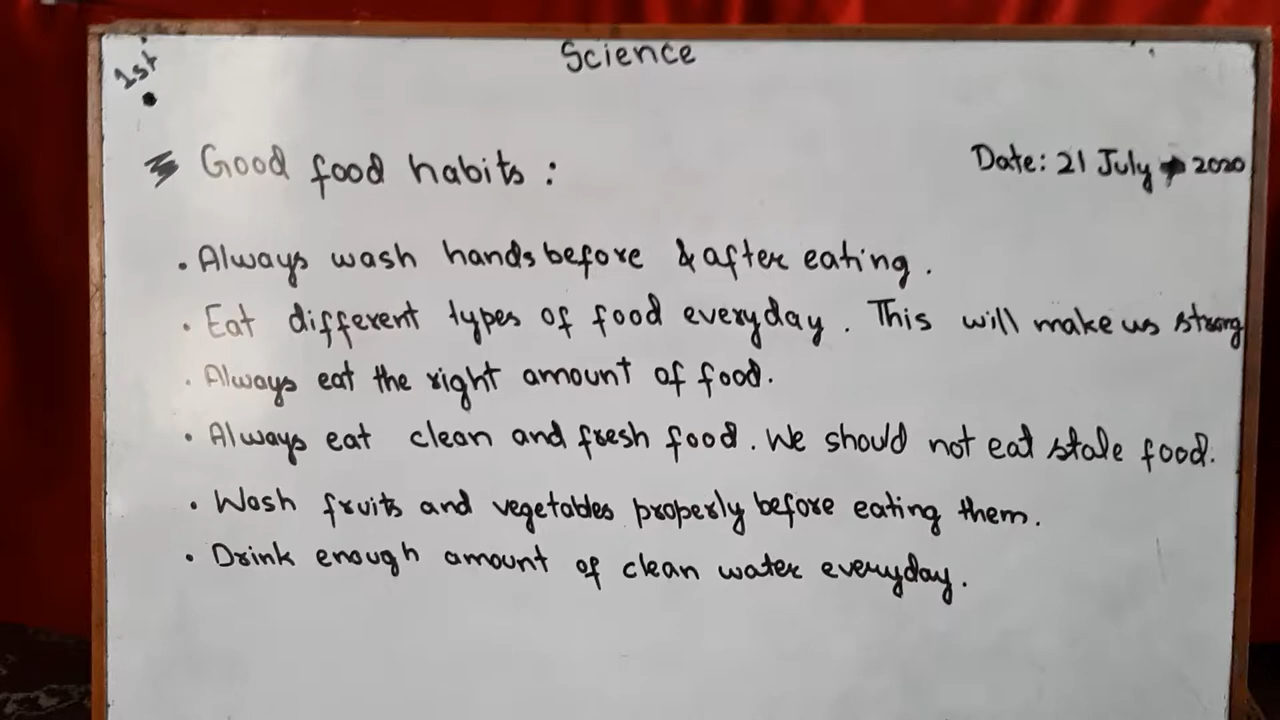 Science
1st
Good food habits :
Date: 21 July 2020
• Always wash hands before & after eating.
• Eat different types of food everyday. This will make us strong
• Always eat the right amount of food.
• Always eat clean and fresh food. We should not eat stale food.
• Wash fruits and vegetables properly before eating them.
• Drink enough amount of clean water everyday.